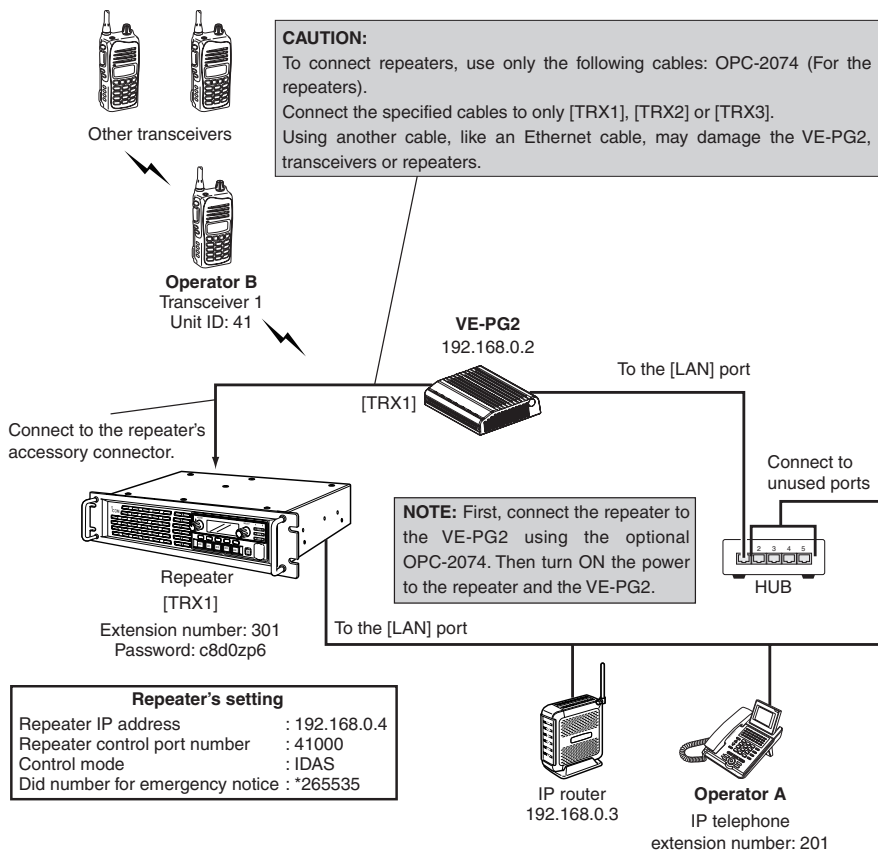 CAUTION:
To connect repeaters, use only the following cables: OPC-2074 (For the
repeaters).
Connect the specified cables to only [TRX1], [TRX2] or [TRX3].
Using another cable, like an Ethernet cable, may damage the VE-PG2,
transceivers or repeaters.
Other transceivers
Operator B
Transceiver 1
Unit ID: 41
VE-PG2
192.168.0.2
To the [LAN] port
[TRX1]
Connect to the repeater's
accessory connector.
Connect to
unused ports
NOTE: First, connect the repeater to
the VE-PG2 using the optional
OPC-2074. Then turn ON the power
to the repeater and the VE-PG2.
2 3 4 5
HUB
Repeater
[TRX1]
Extension number: 301
Password: c8d0zp6
To the [LAN] port
Repeater's setting
Repeater IP address : 192.168.0.4
Repeater control port number : 41000
Control mode : IDAS
Did number for emergency notice : *265535
IP router
192.168.0.3
Operator A
IP telephone
extension number: 201